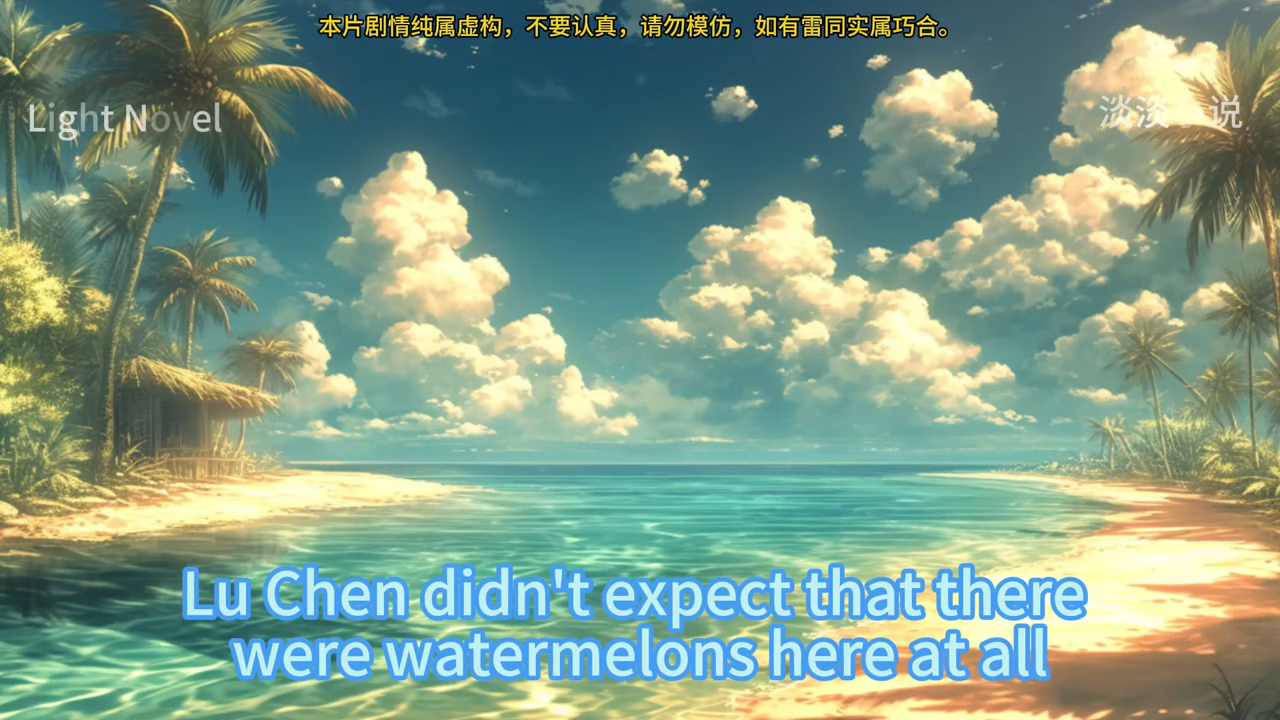 本片剧情纯属虚构，不要认真，请勿模仿，如有雷同实属巧合。
Light Novel
淡淡小说
Lu Chen didn't expect that there
were watermelons here at all